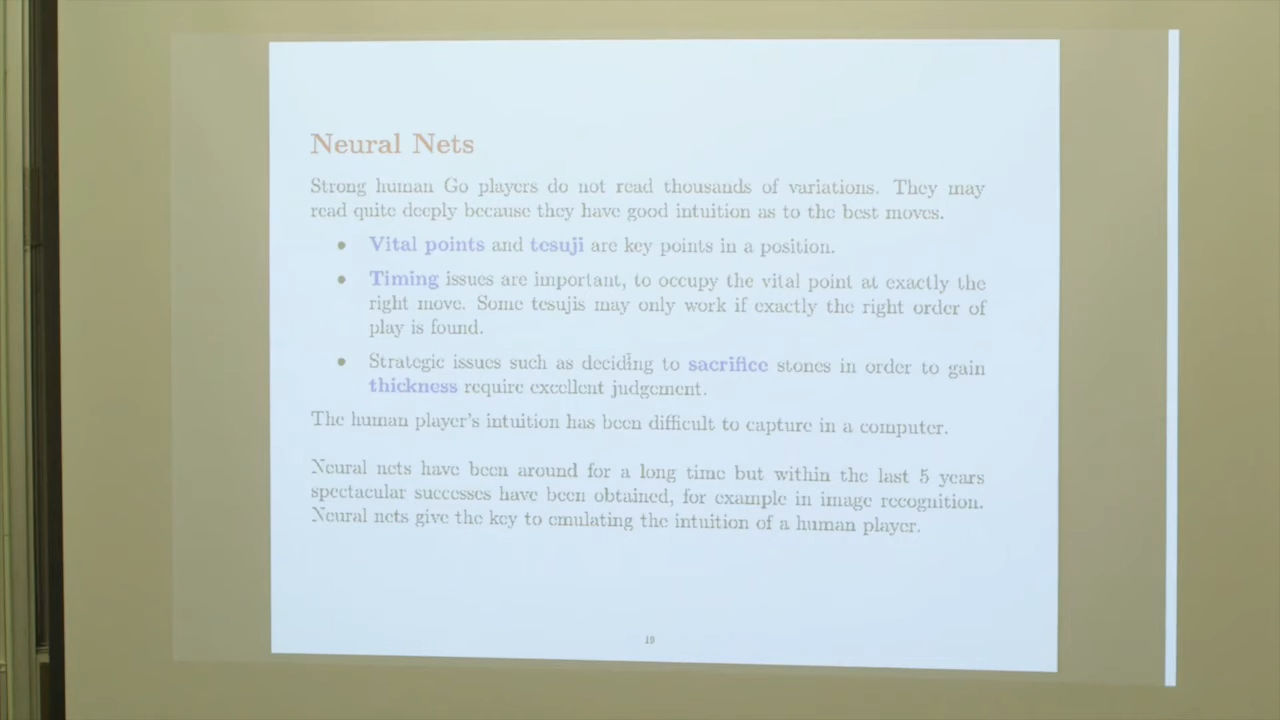 Neural Nets
Strong human Go players do not read thousands of variations. They may
read quite deeply because they have good intuition as to the best moves.
• Vital points and tesuji are key points in a position.
• Timing issues are important, to occupy the vital point at exactly the
right move. Some tesujis may only work if exactly the right order of
play is found.
• Strategic issues such as deciding to sacrifice stones in order to gain
thickness require excellent judgement.
The human player's intuition has been difficult to capture in a computer.
Neural nets have been around for a long time but within the last 5 years
spectacular successes have been obtained, for example in image recognition.
Neural nets give the key to emulating the intuition of a human player.
19